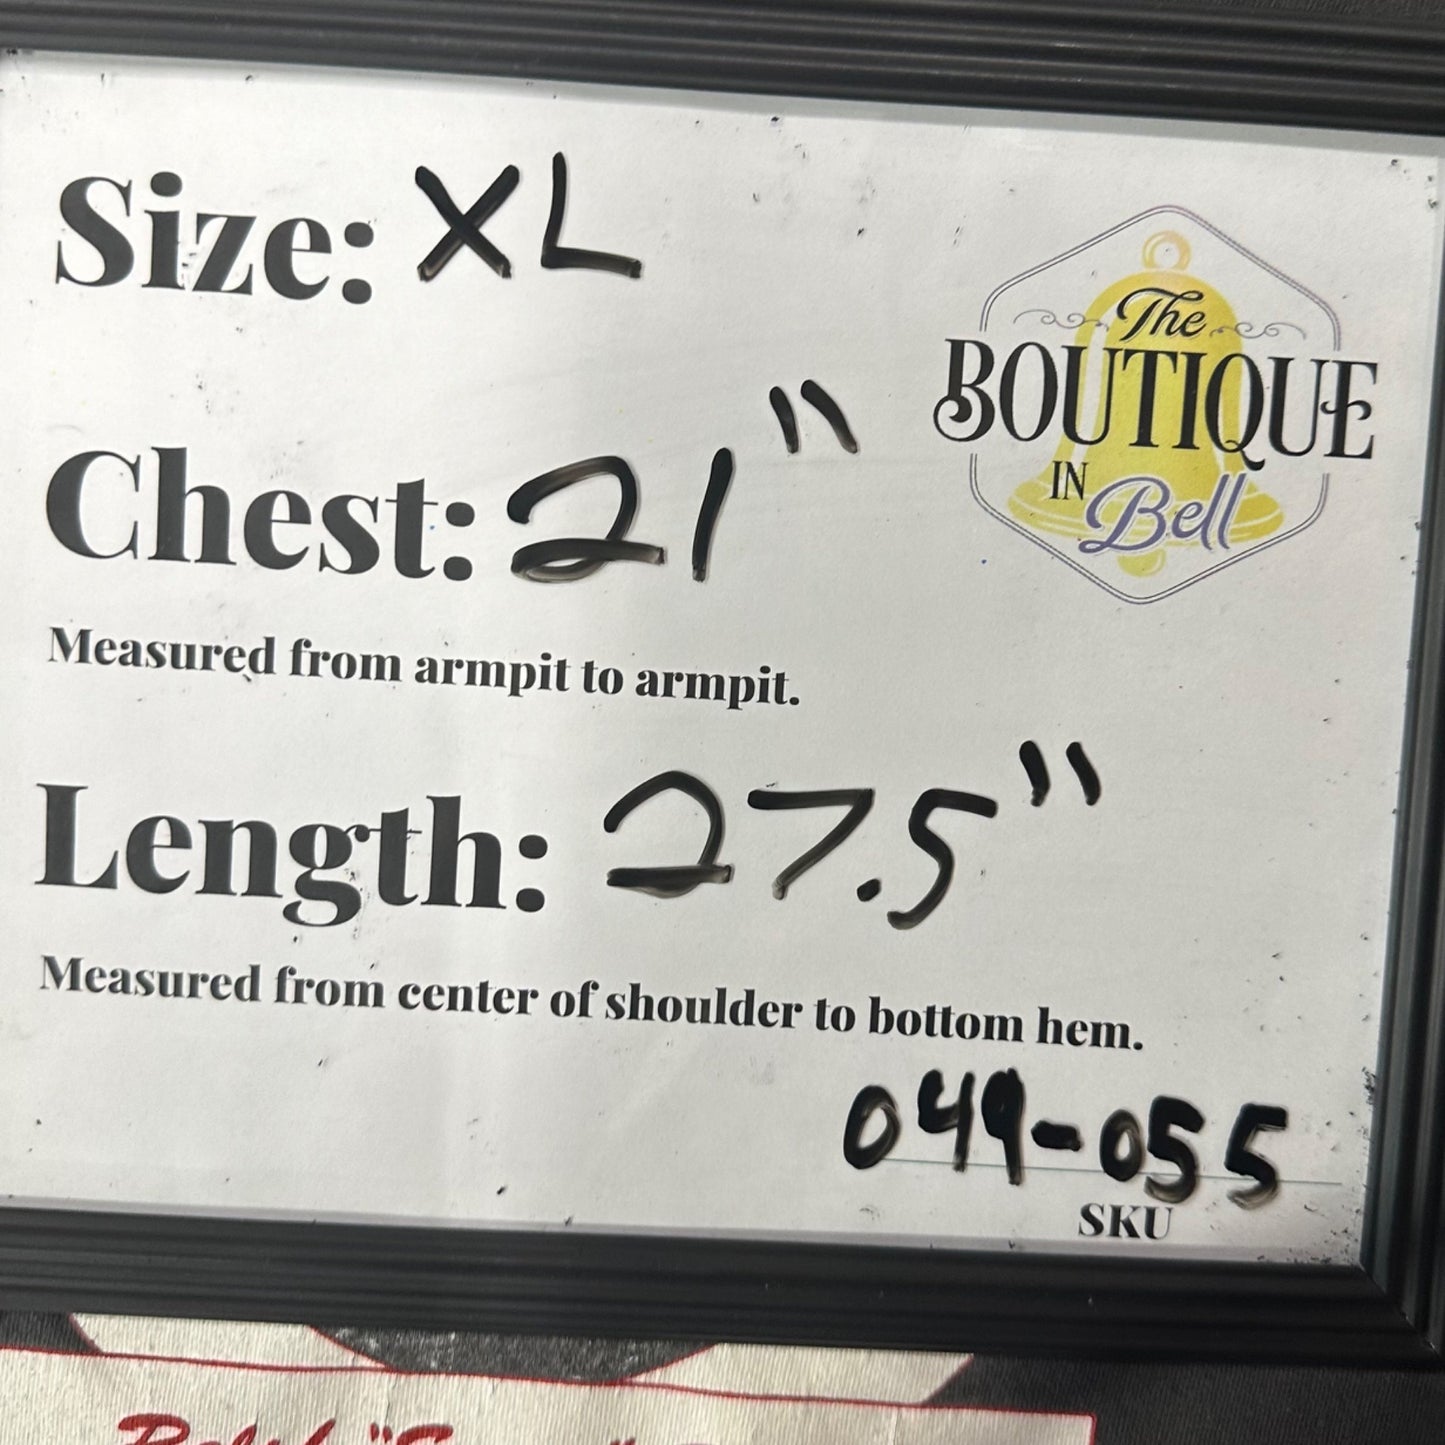 Size: XL
The
BOUTIQUE
IN Bell
Chest: 21"
Measured from armpit to armpit.
Length: 27.5"
Measured from center of shoulder to bottom hem.
049-055
SKU